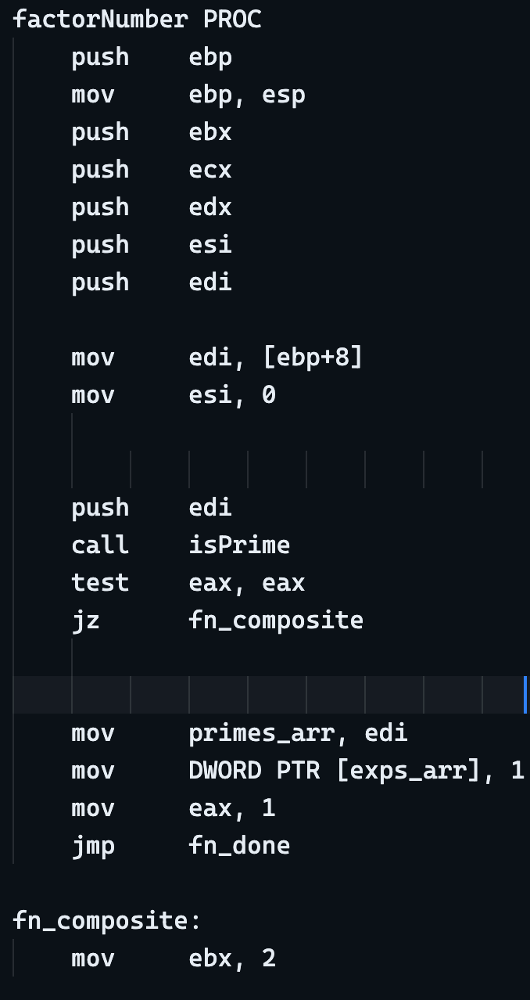 factorNumber PROC
push ebp
mov ebp, esp
push ebx
push ecx
push edx
push esi
push edi
mov edi, [ebp+8]
mov esi, 0
push edi
call isPrime
test eax, eax
jz fn_composite
mov primes_arr, edi
mov DWORD PTR [exps_arr], 1
mov eax, 1
jmp fn_done
fn_composite:
mov ebx, 2